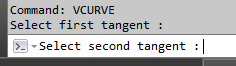 Command: VCURVE
Select first tangent :
Select second tangent :